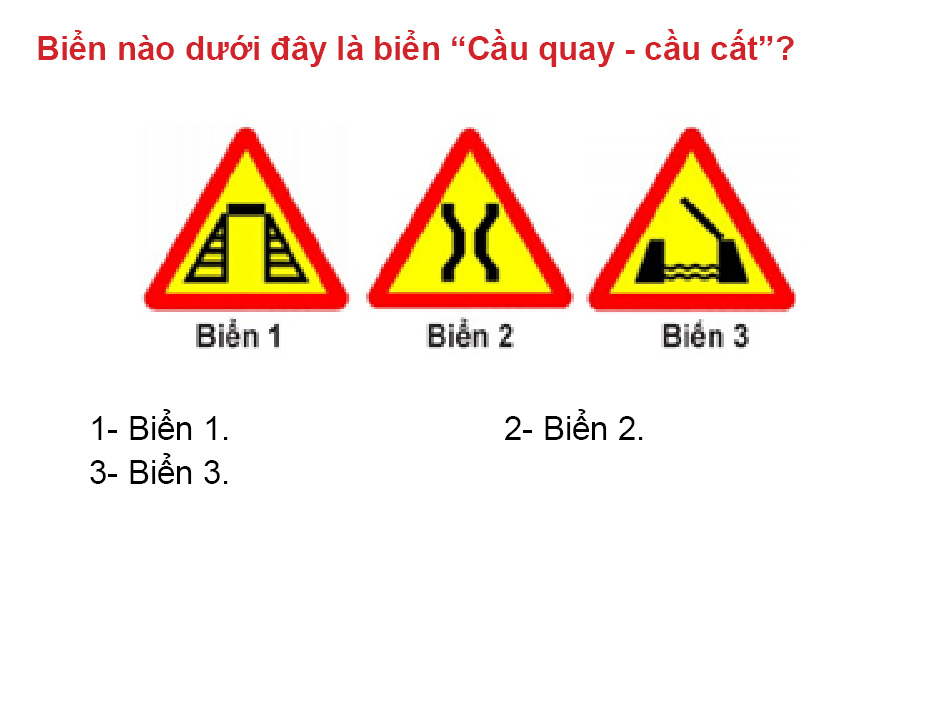 Biển nào dưới đây là biển “Cầu quay - cầu cất”?
Biển 1 Biển 2 Biển 3
1- Biển 1. 2- Biển 2.
3- Biển 3.